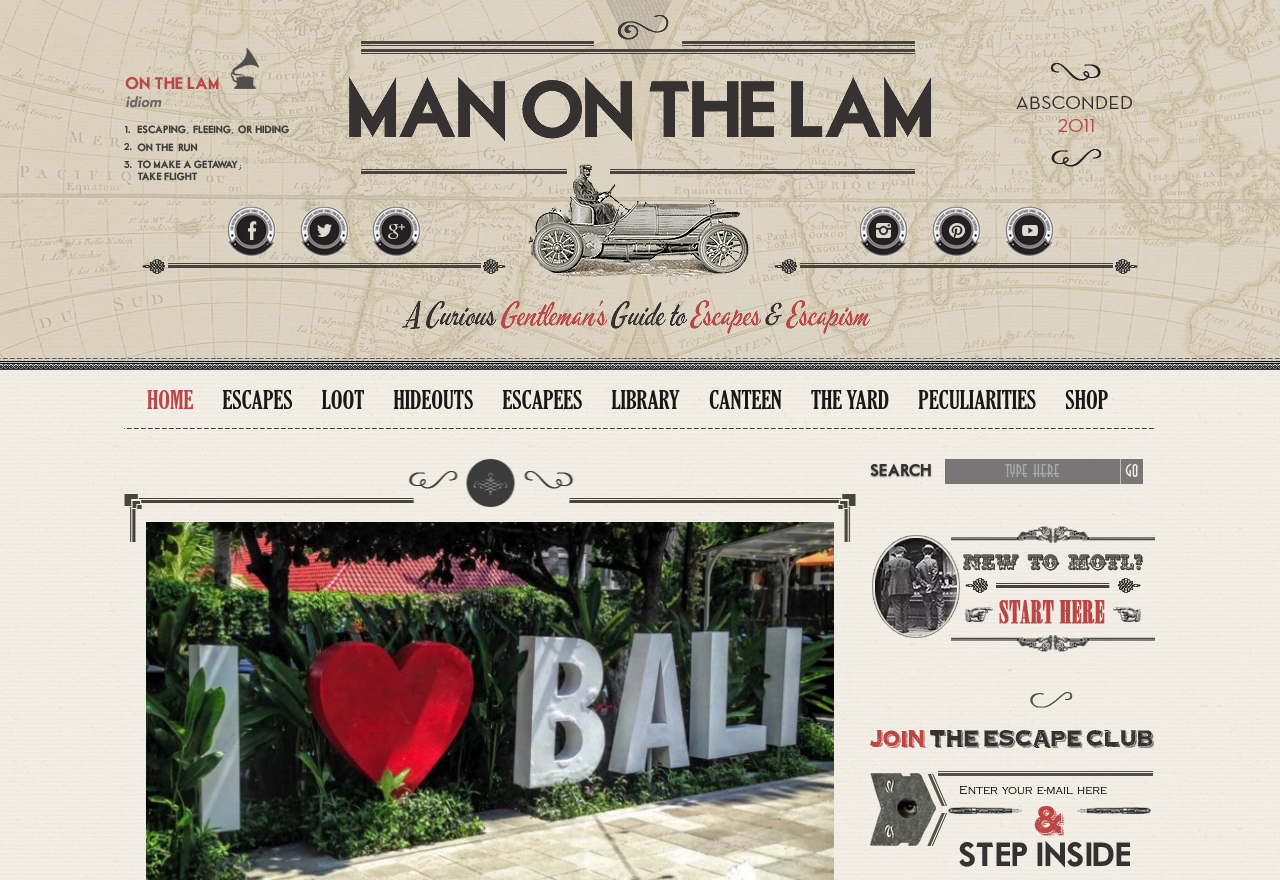 ON THE LAM
idiom
1. ESCAPING, FLEEING, OR HIDING
2. ON THE RUN
3. TO MAKE A GETAWAY;
TAKE FLIGHT
MAN ON THE LAM
ABSCONDED
2011
A Curious Gentleman's Guide to Escapes & Escapism
HOME ESCAPES LOOT HIDEOUTS ESCAPEES LIBRARY CANTEEN THE YARD PECULIARITIES SHOP
SEARCH TYPE HERE GO
I BALI
NEW TO MOTL?
START HERE
JOIN THE ESCAPE CLUB
ENTER YOUR E-MAIL HERE
&
STEP INSIDE